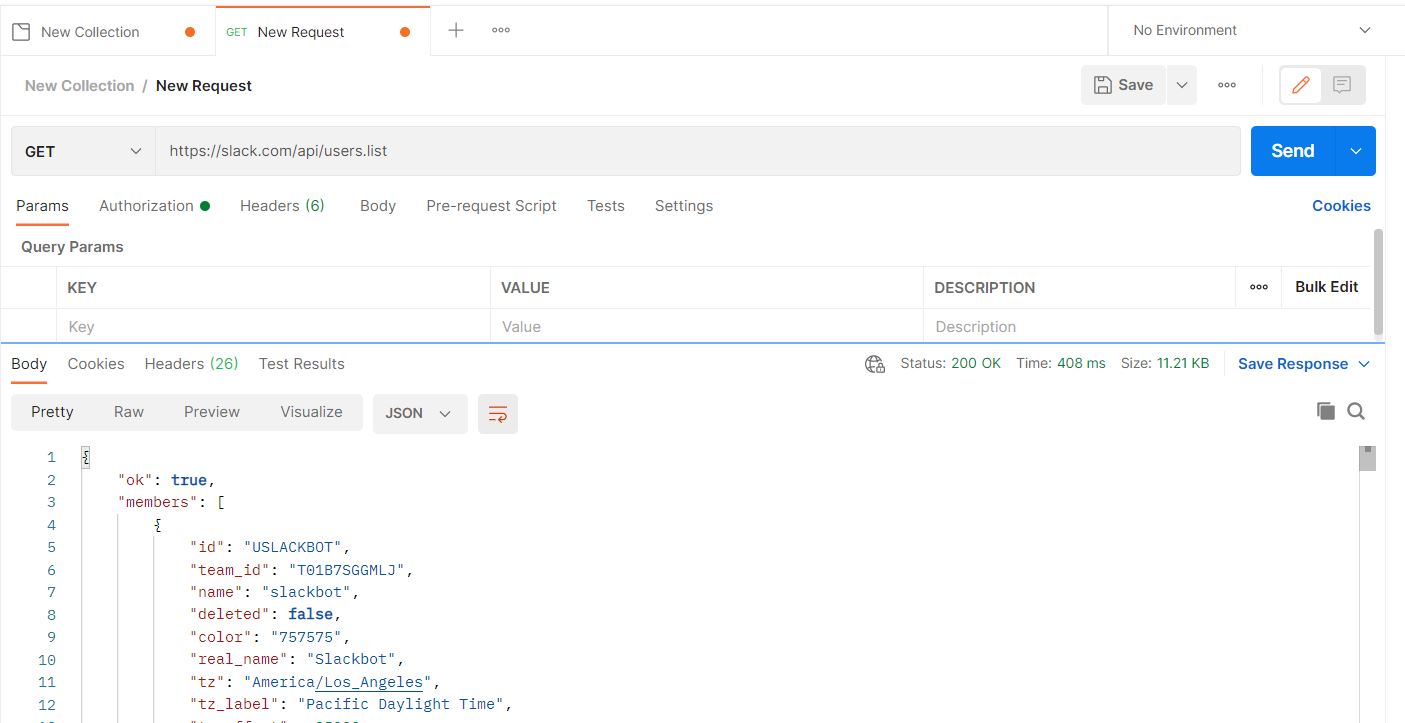 New Collection GET New Request No Environment
New Collection / New Request Save
GET https://slack.com/api/users.list Send
Params Authorization Headers (6) Body Pre-request Script Tests Settings Cookies
Query Params
KEY VALUE DESCRIPTION Bulk Edit
Key Value Description
Body Cookies Headers (26) Test Results Status: 200 OK Time: 408 ms Size: 11.21 KB Save Response
Pretty Raw Preview Visualize JSON
1 {
2 "ok": true,
3 "members": [
4 {
5 "id": "USLACKBOT",
6 "team_id": "T01B7SGGMLJ",
7 "name": "slackbot",
8 "deleted": false,
9 "color": "757575",
10 "real_name": "Slackbot",
11 "tz": "America/Los_Angeles",
12 "tz_label": "Pacific Daylight Time",